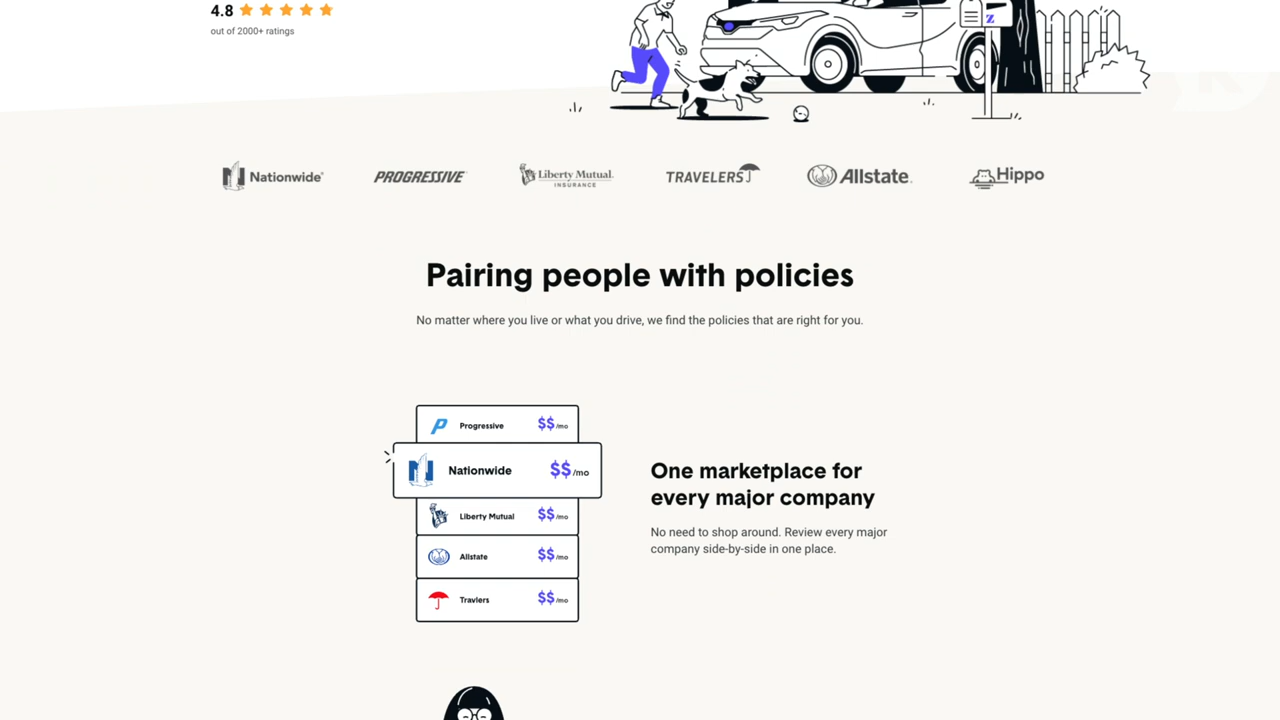 4.8
out of 2000+ ratings
z
Nationwide®
PROGRESSIVE
Liberty Mutual.
INSURANCE
TRAVELERS
Allstate.
Hippo
Pairing people with policies
No matter where you live or what you drive, we find the policies that are right for you.
Progressive $$/mo
Nationwide $$/mo
Liberty Mutual $$/mo
Allstate $$/mo
Travlers $$/mo
One marketplace for
every major company
No need to shop around. Review every major
company side-by-side in one place.